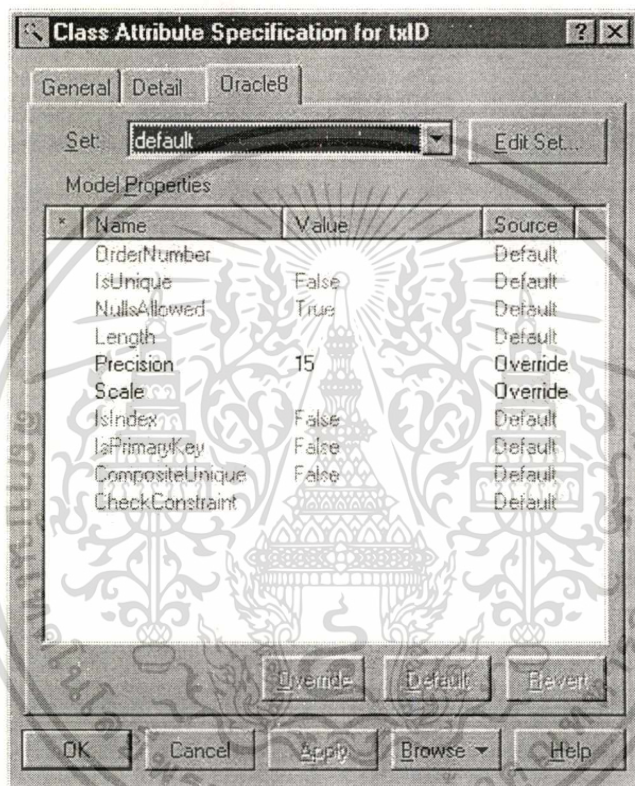 Class Attribute Specification for txID
General Detail Oracle8
Set: default Edit Set...
Model Properties
* Name Value Source
OrderNumber Default
IsUnique False Default
NullsAllowed True Default
Length Default
Precision 15 Override
Scale Override
IsIndex False Default
IsPrimaryKey False Default
CompositeUnique False Default
CheckConstraint Default
Override Default Revert
OK Cancel Apply Browse Help